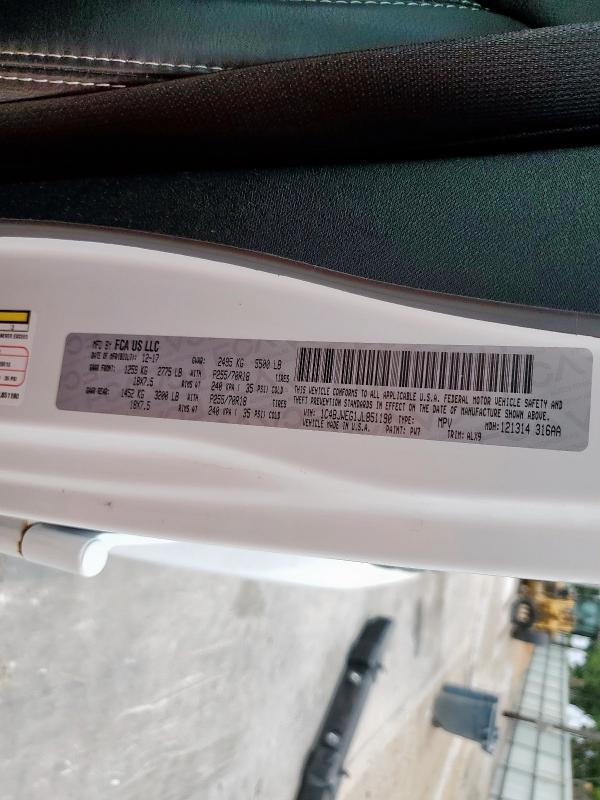 MFG BY: FCA US LLC
DATE OF MFR(BUILT): 12-17 GVWR: 2495 KG 5500 LB
GAWR FRONT: 1259 KG 2775 LB WITH P255/70R18 TIRES
18X7.5 RIMS AT 240 KPA ( 35 PSI COLD
GAWR REAR: 1452 KG 3200 LB WITH P255/70R18 TIRES
18X7.5 RIMS AT 240 KPA ( 35 PSI COLD
THIS VEHICLE CONFORMS TO ALL APPLICABLE U.S.A. FEDERAL MOTOR VEHICLE SAFETY AND
THEFT PREVENTION STANDARDS IN EFFECT ON THE DATE OF MANUFACTURE SHOWN ABOVE.
VIN: 1C4BJWEG1JL851190 TYPE: MPV MDH: 121314 316AA
VEHICLE MADE IN U.S.A. PAINT: PW7 TRIM: ALX9